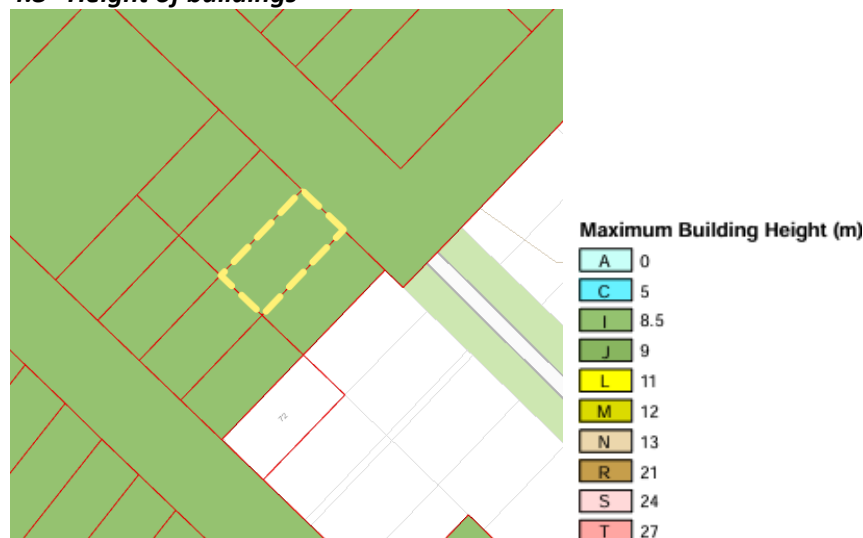 4.3 Height of buildings
72
Maximum Building Height (m)
A 0
C 5
I 8.5
J 9
L 11
M 12
N 13
R 21
S 24
T 27